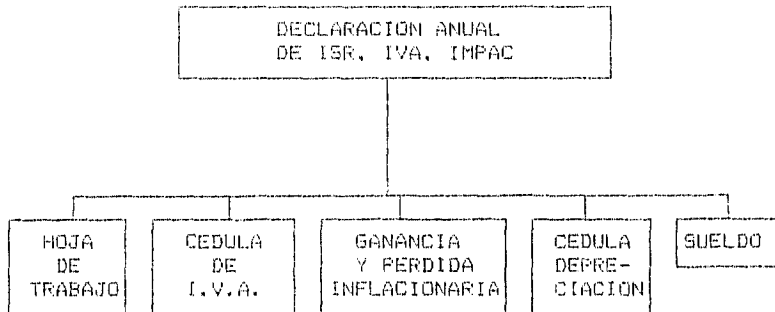 DECLARACION ANUAL
DE ISR, IVA, IMPAC
HOJA
DE
TRABAJO
CEDULA
DE
I.V.A.
GANANCIA
Y PERDIDA
INFLACIONARIA
CEDULA
DEPRE-
CIACION
SUELDO